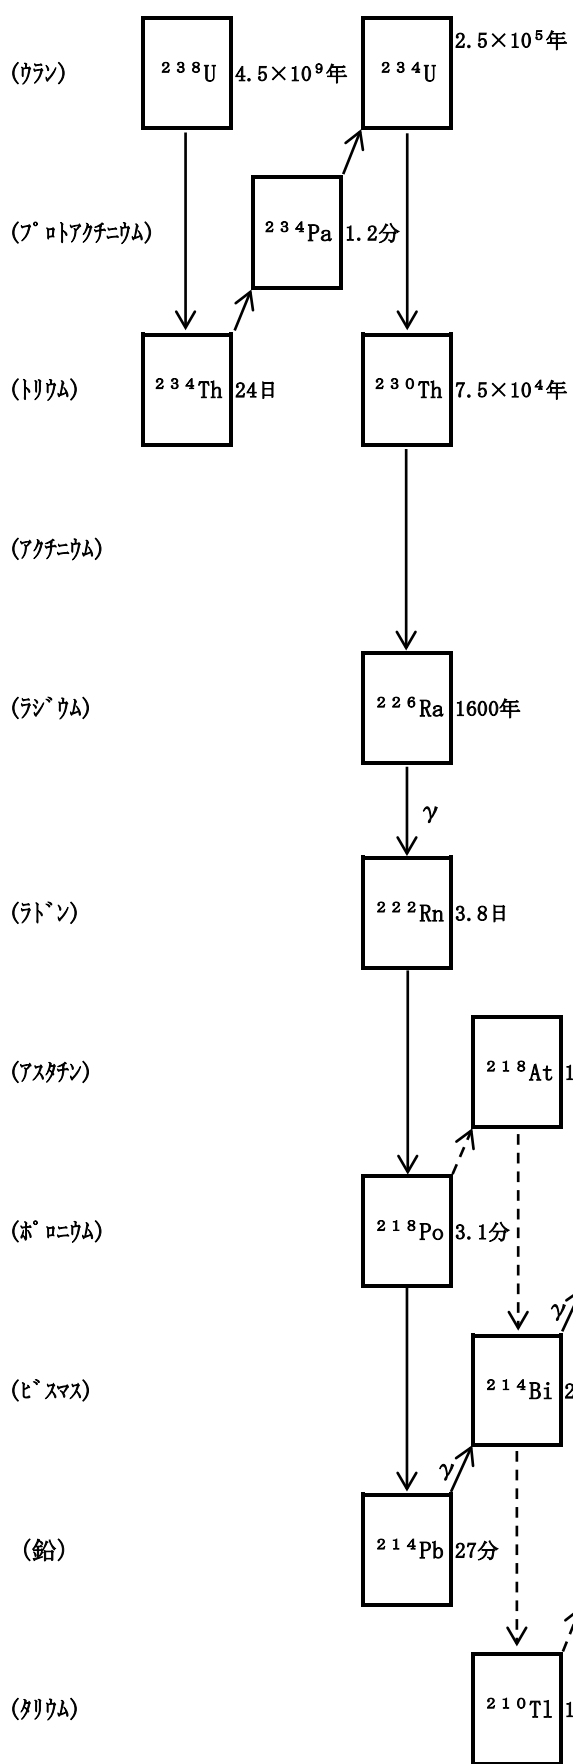 2.5×10⁵年
(ウラン) ²³⁸U 4.5×10⁹年 ²³⁴U
(プロトアクチニウム) ²³⁴Pa 1.2分
(トリウム) ²³⁴Th 24日 ²³⁰Th 7.5×10⁴年
(アクチニウム)
(ラジウム) ²²⁶Ra 1600年
γ
(ラドン) ²²²Rn 3.8日
(アスタチン) ²¹⁸At 1
(ポロニウム) ²¹⁸Po 3.1分
γ
(ビスマス) ²¹⁴Bi 2
γ
(鉛) ²¹⁴Pb 27分
(タリウム) ²¹⁰Tl 1